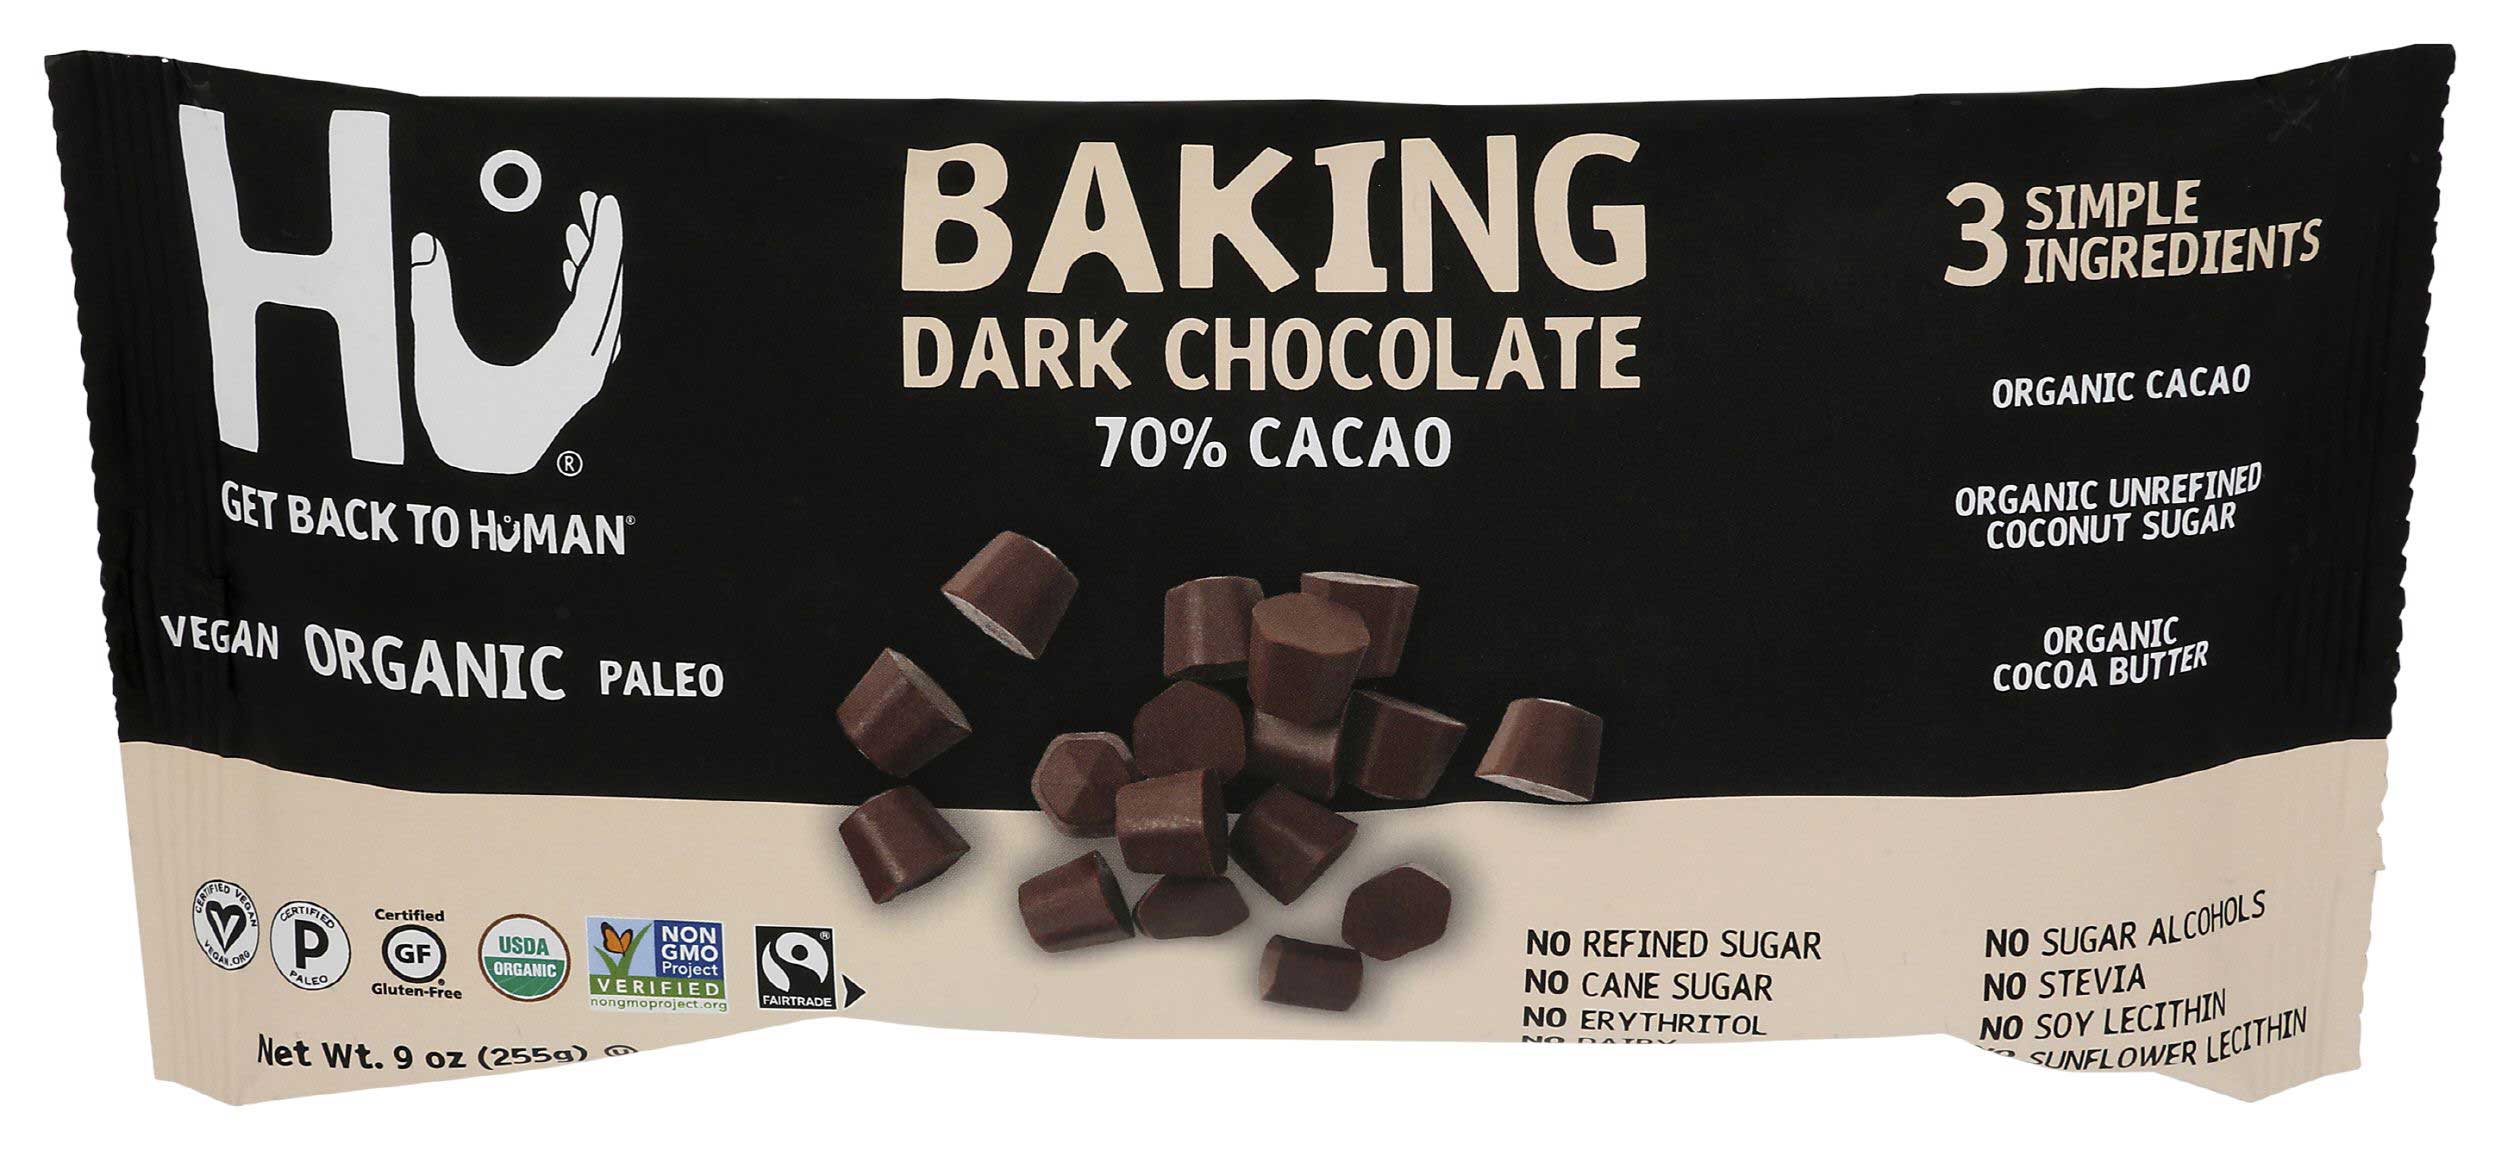 Hu®
GET BACK TO HuMAN®
VEGAN ORGANIC PALEO
BAKING
DARK CHOCOLATE
70% CACAO
3 SIMPLE
INGREDIENTS
ORGANIC CACAO
ORGANIC UNREFINED
COCONUT SUGAR
ORGANIC
COCOA BUTTER
CERTIFIED VEGAN
V
VEGAN.ORG
CERTIFIED
P
PALEO
Certified
GF
®
Gluten-Free
USDA
ORGANIC
NON
GMO
Project
VERIFIED
nongmoproject.org
®
FAIRTRADE
Net Wt. 9 oz (255g) U
NO REFINED SUGAR
NO CANE SUGAR
NO ERYTHRITOL
NO DAIRY
NO SUGAR ALCOHOLS
NO STEVIA
NO SOY LECITHIN
NO SUNFLOWER LECITHIN